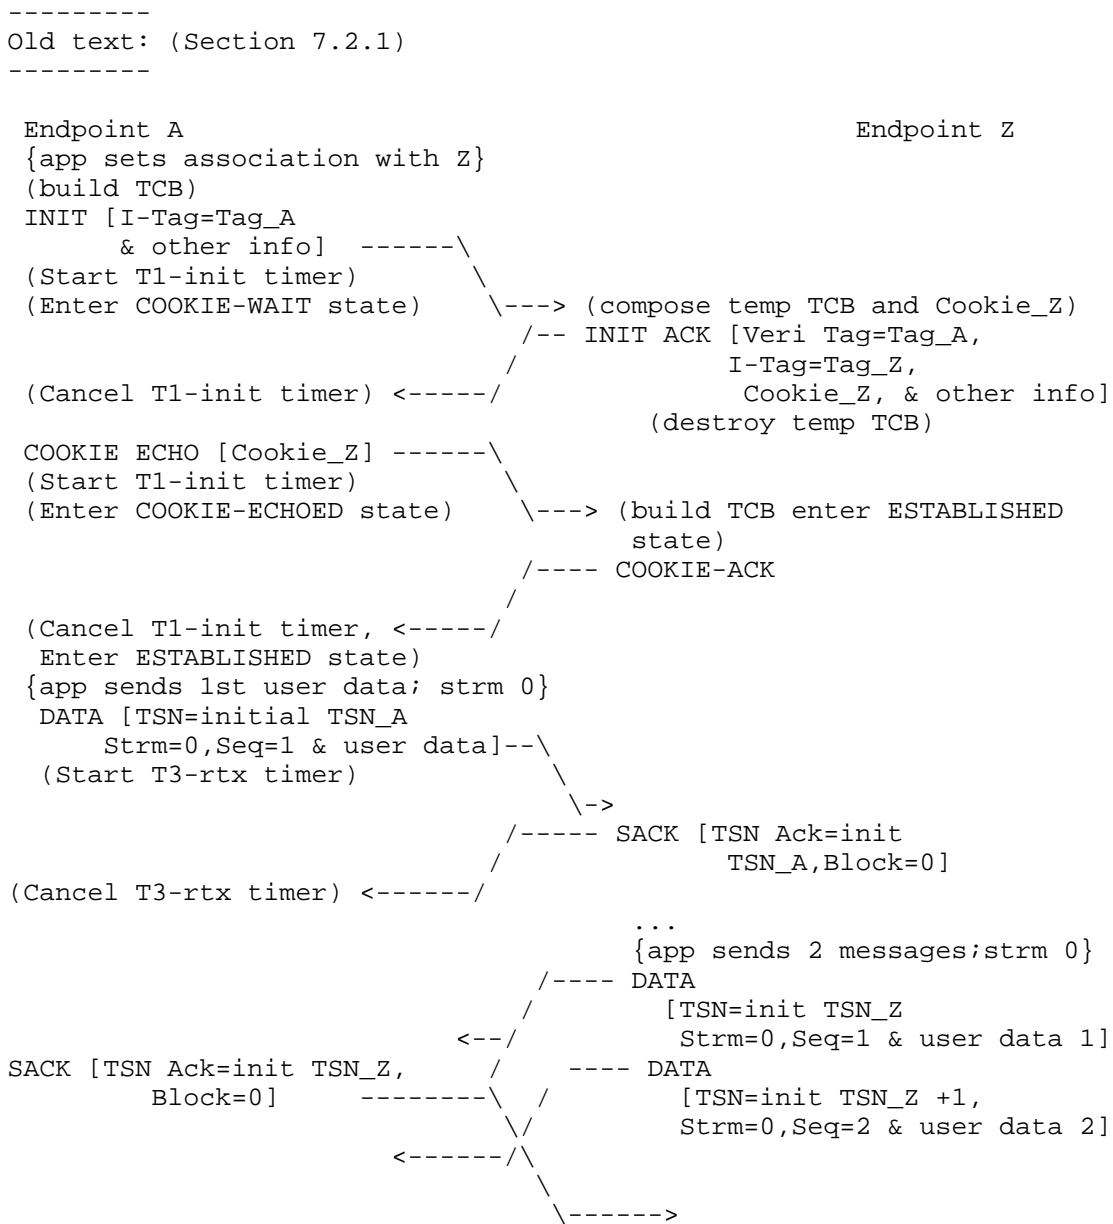 ---------
Old text: (Section 7.2.1)
---------

 Endpoint A                                          Endpoint Z
 {app sets association with Z}
 (build TCB)
 INIT [I-Tag=Tag_A
       & other info]  ------\
 (Start T1-init timer)       \
 (Enter COOKIE-WAIT state)    \---> (compose temp TCB and Cookie_Z)
                                /-- INIT ACK [Veri Tag=Tag_A,
                               /             I-Tag=Tag_Z,
 (Cancel T1-init timer) <-----/               Cookie_Z, & other info]
                                        (destroy temp TCB)
 COOKIE ECHO [Cookie_Z] ------\
 (Start T1-init timer)         \
 (Enter COOKIE-ECHOED state)    \---> (build TCB enter ESTABLISHED
                                       state)
                                /---- COOKIE-ACK
                               /
 (Cancel T1-init timer, <-----/
  Enter ESTABLISHED state)
 {app sends 1st user data; strm 0}
  DATA [TSN=initial TSN_A
      Strm=0,Seq=1 & user data]--\
  (Start T3-rtx timer)            \
                                   \->
                               /----- SACK [TSN Ack=init
                              /              TSN_A,Block=0]
(Cancel T3-rtx timer) <------/
                                       ...
                                       {app sends 2 messages;strm 0}
                                 /---- DATA
                                /        [TSN=init TSN_Z
                            <--/          Strm=0,Seq=1 & user data 1]
SACK [TSN Ack=init TSN_Z,     /    ---- DATA
         Block=0]     --------\  /        [TSN=init TSN_Z +1,
                               \/         Strm=0,Seq=2 & user data 2]
                        <------/\
                                 \
                                  \------>